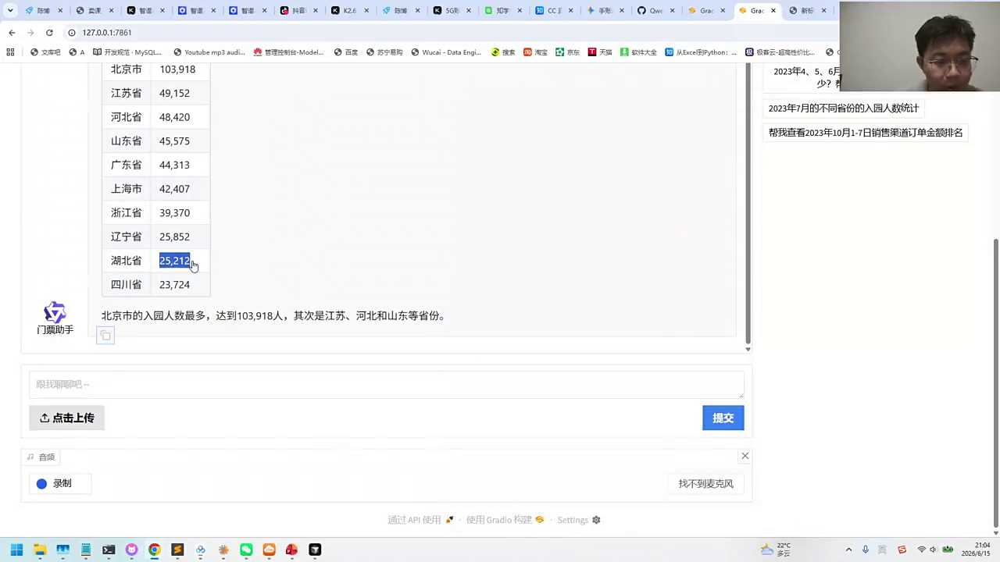 陈博
卖课
智谱
智谱
智谱
抖音
K2.6
陈博
5G
知学
CC
手账
Qwe
Grac
Grac
新标
127.0.0.1:7861
文库吧
A
开发规范 · MySQL...
Youtube mp3 audi...
管理控制台-Model...
百度
苏宁易购
Wucai - Data Engi...
搜索
淘宝
京东
天猫
软件大全
从Excel到Python：...
极客云-超高性价比...
北京市 103,918
江苏省 49,152
河北省 48,420
山东省 45,575
广东省 44,313
上海市 42,407
浙江省 39,370
辽宁省 25,852
湖北省 25,212
四川省 23,724
北京市的入园人数最多，达到103,918人，其次是江苏、河北和山东等省份。
门票助手
2023年4、5、6月
少？帮
2023年7月的不同省份的入园人数统计
帮我查看2023年10月1-7日销售渠道订单金额排名
跟我聊聊吧～
点击上传
提交
音频
录制
找不到麦克风
通过 API 使用 · 使用 Gradio 构建 · Settings
22°C
多云
英
21:04
2026/6/15